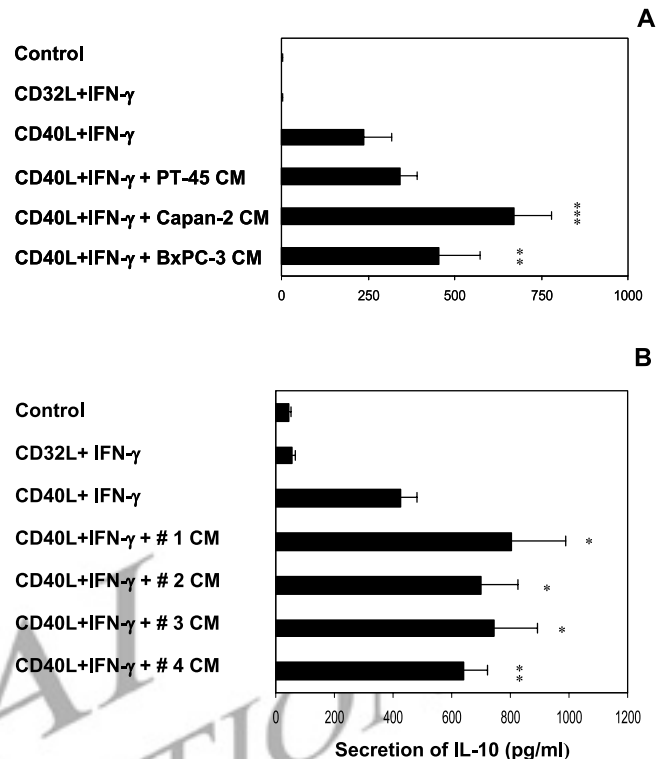 A
Control
CD32L+IFN-γ
CD40L+IFN-γ
CD40L+IFN-γ + PT-45 CM
CD40L+IFN-γ + Capan-2 CM
***
CD40L+IFN-γ + BxPC-3 CM
**
0 250 500 750 1000
B
Control
CD32L+ IFN-γ
CD40L+ IFN-γ
CD40L+IFN-γ + # 1 CM
*
CD40L+IFN-γ + # 2 CM
*
CD40L+IFN-γ + # 3 CM
*
CD40L+IFN-γ + # 4 CM
**
0 200 400 600 800 1000 1200
Secretion of IL-10 (pg/ml)